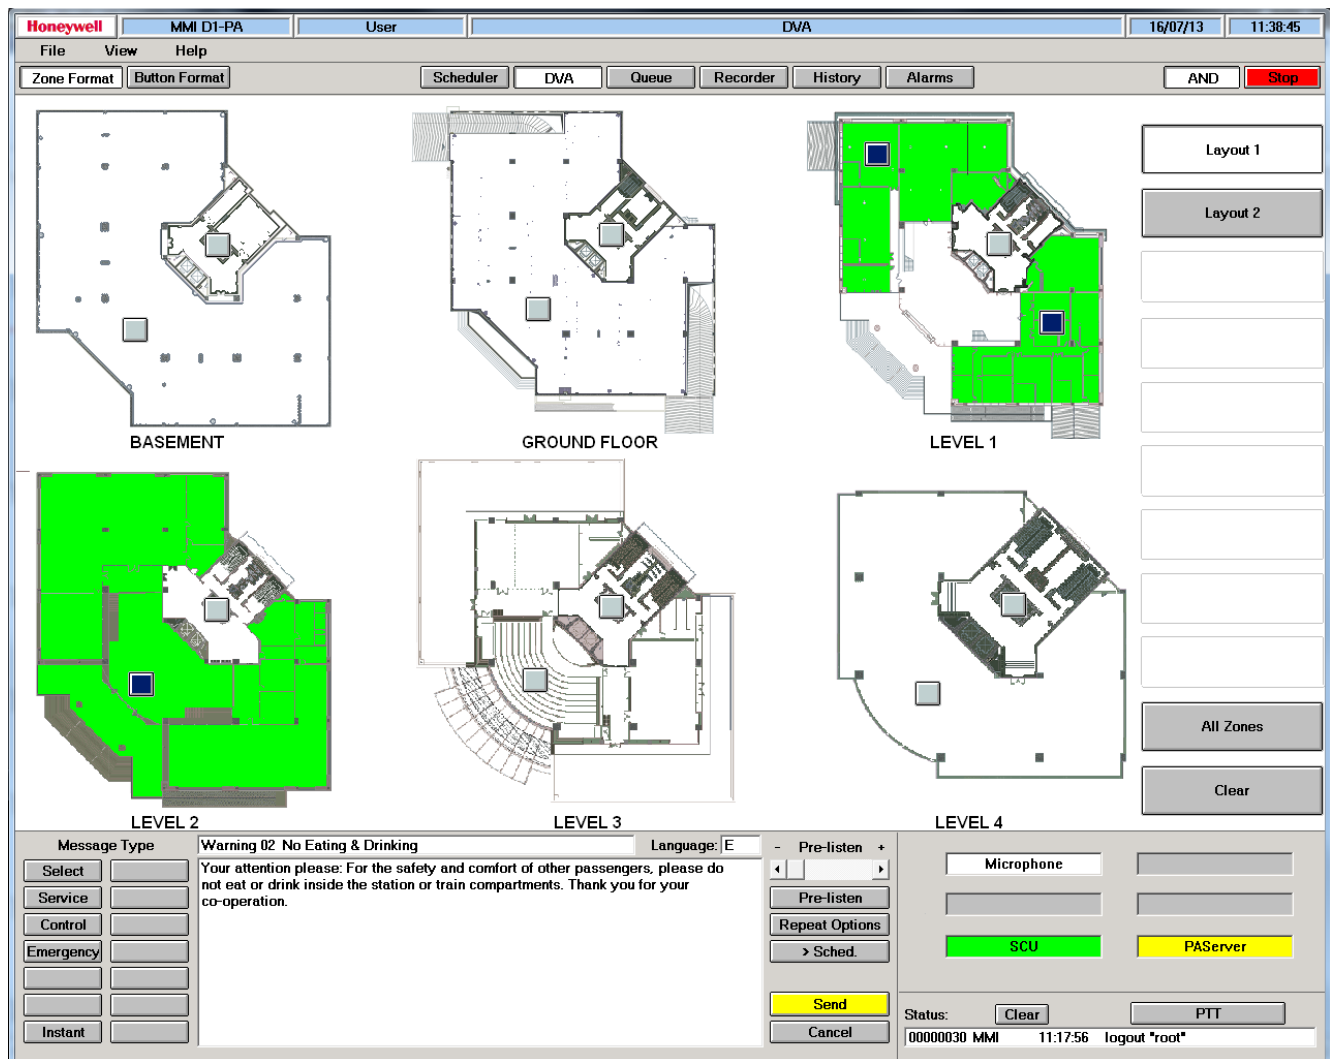 Honeywell MMI D1-PA User DVA 16/07/13 11:38:45
File View Help
Zone Format Button Format Scheduler DVA Queue Recorder History Alarms AND Stop
Layout 1
Layout 2
BASEMENT GROUND FLOOR LEVEL 1
LEVEL 2 LEVEL 3 LEVEL 4
All Zones
Clear
Message Type
Select
Service
Control
Emergency
Instant
Warning 02 No Eating & Drinking Language: E
Your attention please: For the safety and comfort of other passengers, please do
not eat or drink inside the station or train compartments. Thank you for your
co-operation.
- Pre-listen +
Pre-listen
Repeat Options
> Sched.
Send
Cancel
Microphone
SCU PAServer
Status: Clear PTT
00000030 MMI 11:17:56 logout "root"